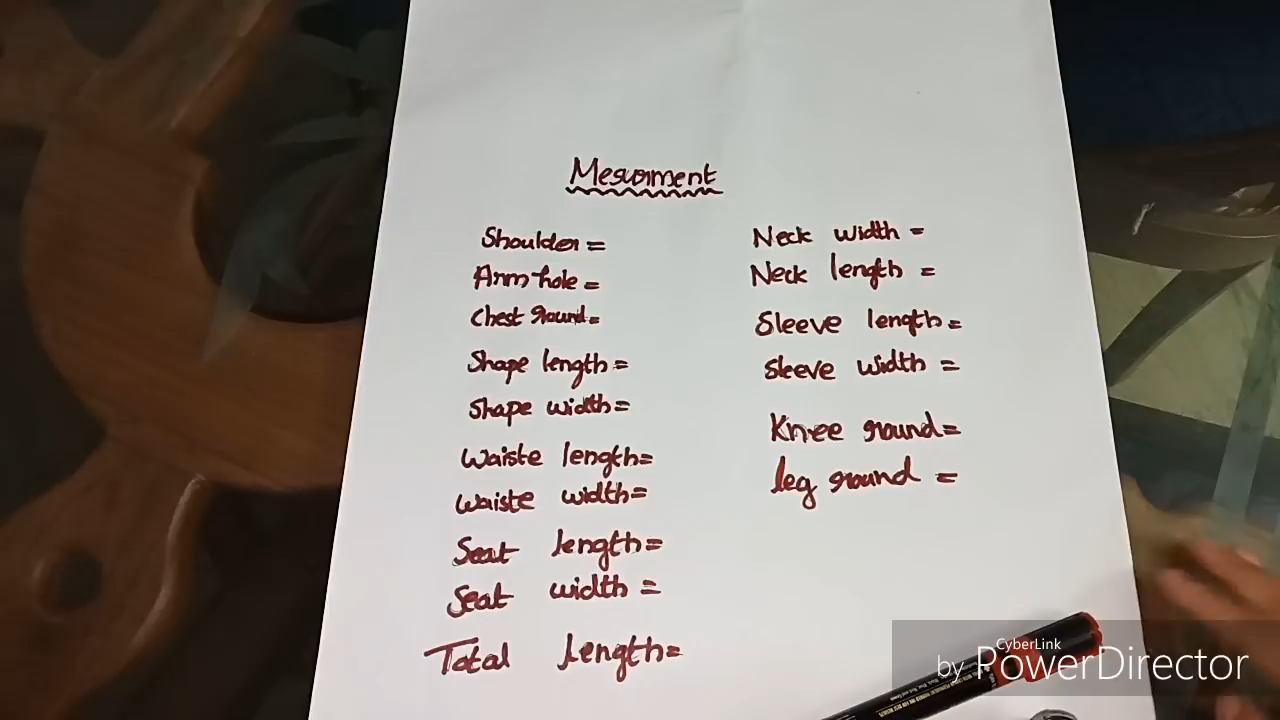 Mesurment
Shoulder =
Arm hole =
Chest round =
Shape length =
Shape width =
Waiste length =
Waiste width =
Seat length =
Seat width =
Total length =
Neck width =
Neck length =
Sleeve length =
Sleeve width =
Knee round =
leg round =
CyberLink
by PowerDirector